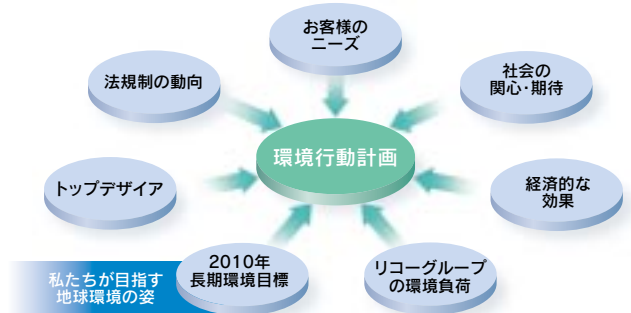 お客様の
ニーズ
法規制の動向
社会の
関心・期待
環境行動計画
トップデザイア
経済的な
効果
2010年
長期環境目標
リコーグループ
の環境負荷
私たちが目指す
地球環境の姿